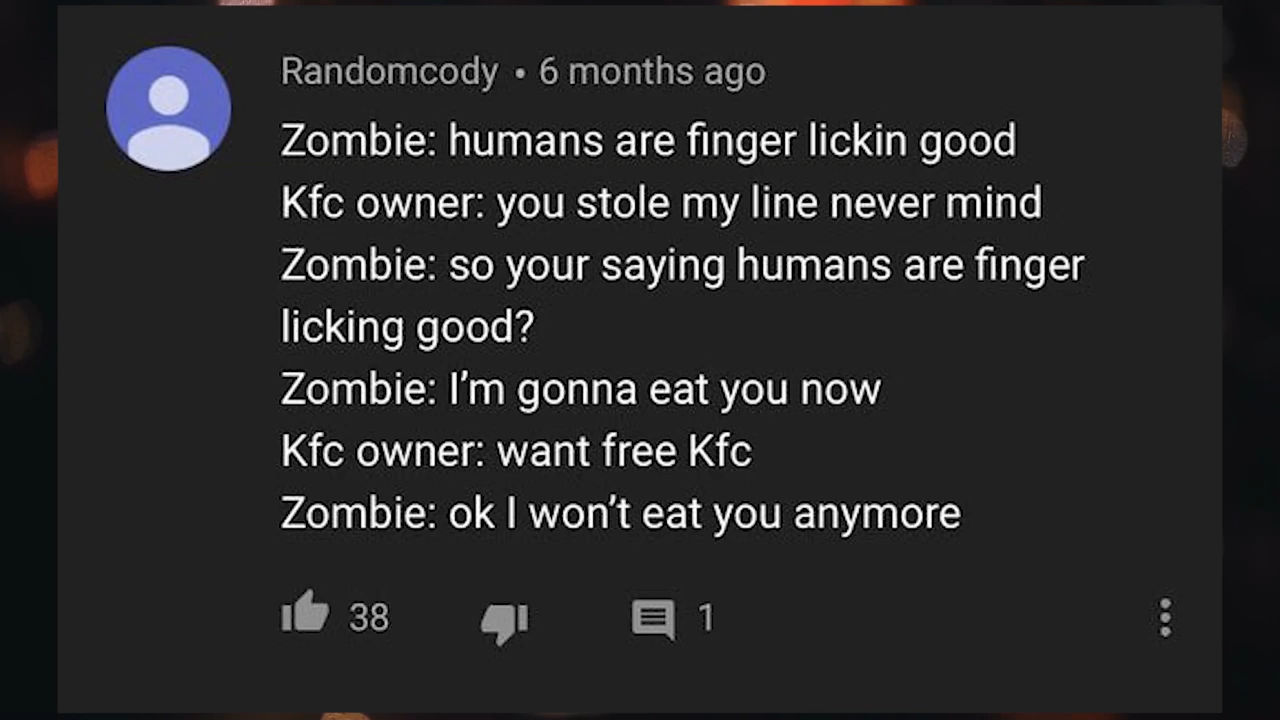 Randomcody • 6 months ago
Zombie: humans are finger lickin good
Kfc owner: you stole my line never mind
Zombie: so your saying humans are finger
licking good?
Zombie: I’m gonna eat you now
Kfc owner: want free Kfc
Zombie: ok I won’t eat you anymore
38 1